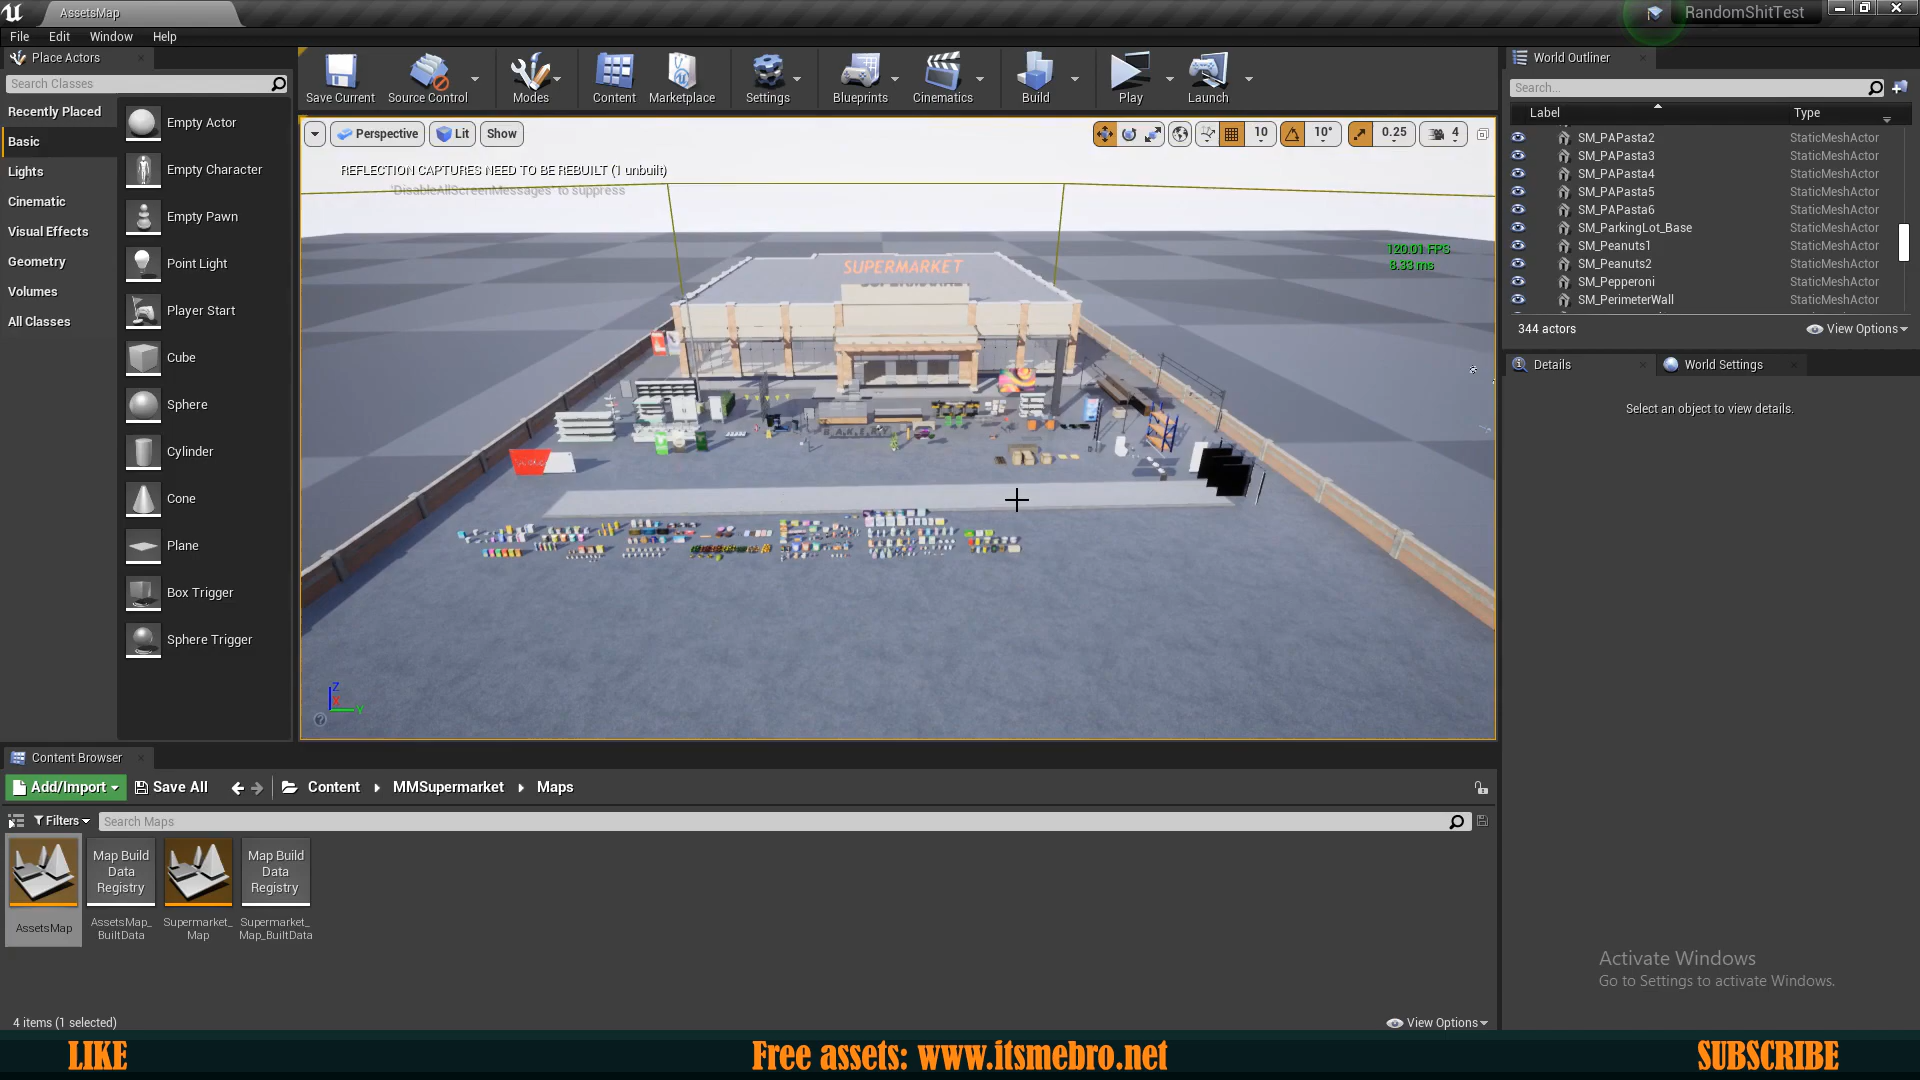 AssetsMap
RandomShitTest
File Edit Window Help
Place Actors
Search Classes
Recently Placed
Basic
Lights
Cinematic
Visual Effects
Geometry
Volumes
All Classes
Empty Actor
Empty Character
Empty Pawn
Point Light
Player Start
Cube
Sphere
Cylinder
Cone
Plane
Box Trigger
Sphere Trigger
Save Current Source Control Modes Content Marketplace Settings Blueprints Cinematics Build Play Launch
Perspective Lit Show
10 10° 0.25 4
REFLECTION CAPTURES NEED TO BE REBUILT (1 unbuilt)
'DisableAllScreenMessages' to suppress
120.01 FPS
8.33 ms
SUPERMARKET
SUPERMARKET
Z
X
Y
World Outliner
Search...
Label Type
SM_PAPasta2 StaticMeshActor
SM_PAPasta3 StaticMeshActor
SM_PAPasta4 StaticMeshActor
SM_PAPasta5 StaticMeshActor
SM_PAPasta6 StaticMeshActor
SM_ParkingLot_Base StaticMeshActor
SM_Peanuts1 StaticMeshActor
SM_Peanuts2 StaticMeshActor
SM_Pepperoni StaticMeshActor
SM_PerimeterWall StaticMeshActor
344 actors View Options
Details World Settings
Select an object to view details.
Content Browser
Add/Import Save All Content MMSupermarket Maps
Filters Search Maps
Map Build
Data
Registry
Map Build
Data
Registry
AssetsMap
AssetsMap_
BuiltData
Supermarket_
Map
Supermarket_
Map_BuiltData
4 items (1 selected) View Options
Activate Windows
Go to Settings to activate Windows.
LIKE Free assets: www.itsmebro.net SUBSCRIBE